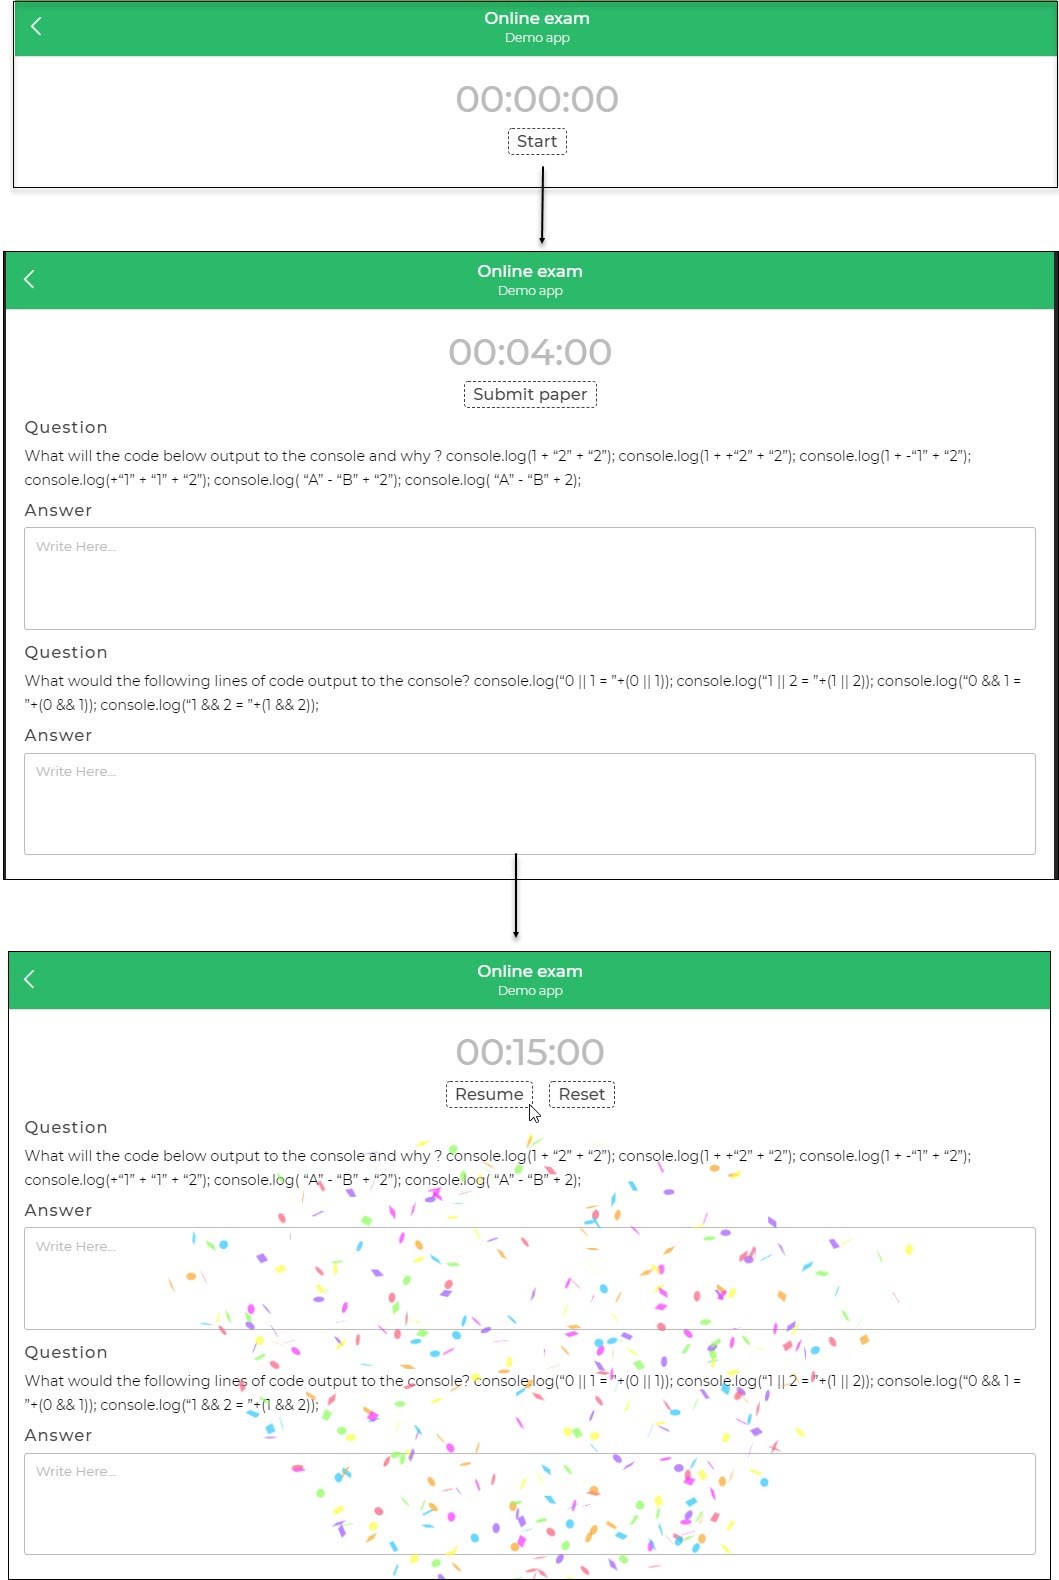 Online exam
Demo app
00:00:00
Start
Online exam
Demo app
00:04:00
Submit paper
Question
What will the code below output to the console and why ? console.log(1 + “2” + “2”); console.log(1 + +“2” + “2”); console.log(1 + -“1” + “2”);
console.log(+“1” + “1” + “2”); console.log( “A” - “B” + “2”); console.log( “A” - “B” + 2);
Answer
Write Here...
Question
What would the following lines of code output to the console? console.log(“0 || 1 = ”+(0 || 1)); console.log(“1 || 2 = ”+(1 || 2)); console.log(“0 && 1 =
”+(0 && 1)); console.log(“1 && 2 = ”+(1 && 2));
Answer
Write Here...
Online exam
Demo app
00:15:00
Resume Reset
Question
What will the code below output to the console and why ? console.log(1 + “2” + “2”); console.log(1 + +“2” + “2”); console.log(1 + -“1” + “2”);
console.log(+“1” + “1” + “2”); console.log( “A” - “B” + “2”); console.log( “A” - “B” + 2);
Answer
Write Here...
Question
What would the following lines of code output to the console? console.log(“0 || 1 = ”+(0 || 1)); console.log(“1 || 2 = ”+(1 || 2)); console.log(“0 && 1 =
”+(0 && 1)); console.log(“1 && 2 = ”+(1 && 2));
Answer
Write Here...